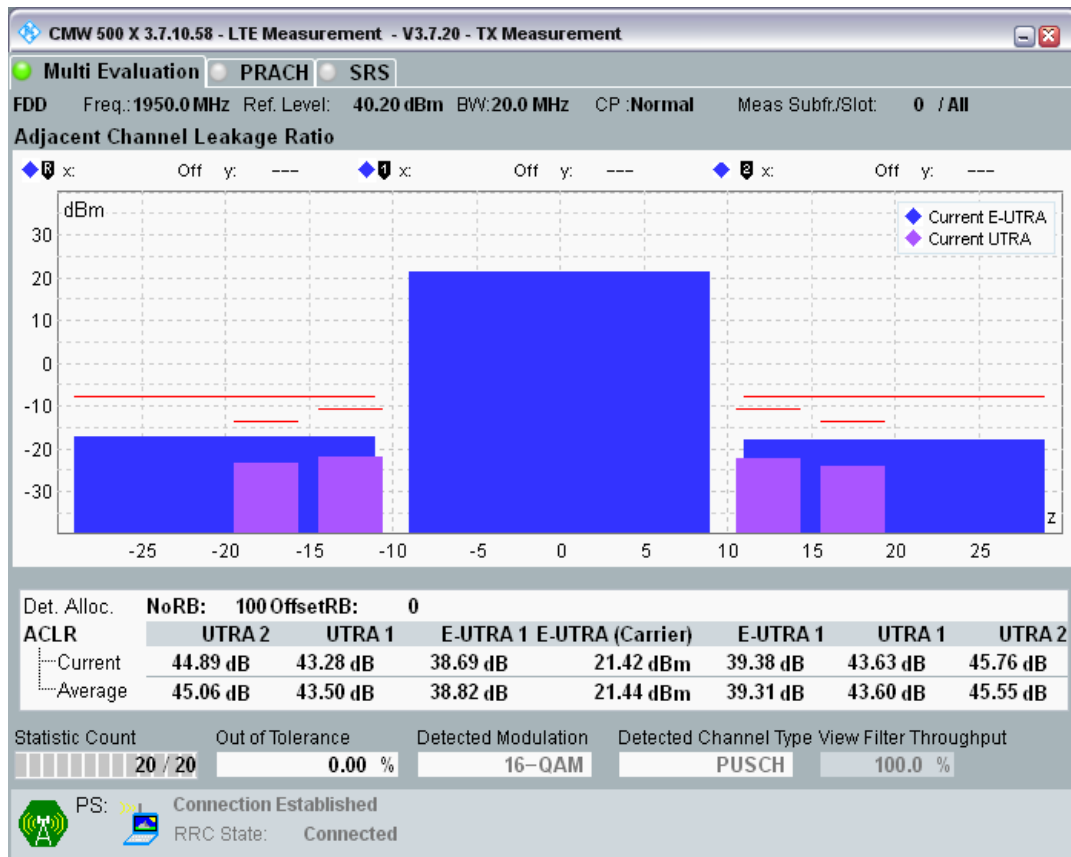 CMW 500 X 3.7.10.58 - LTE Measurement - V3.7.20 - TX Measurement
Multi Evaluation PRACH SRS
FDD Freq.: 1950.0 MHz Ref. Level: 40.20 dBm BW: 20.0 MHz CP : Normal Meas Subfr./Slot: 0 / All
Adjacent Channel Leakage Ratio
R x: Off y: --- 1 x: Off y: --- 2 x: Off y: ---
dBm
Current E-UTRA
Current UTRA
30
20
10
0
-10
-20
-30
z
-25 -20 -15 -10 -5 0 5 10 15 20 25
Det. Alloc. NoRB: 100 OffsetRB: 0
ACLR UTRA 2 UTRA 1 E-UTRA 1 E-UTRA (Carrier) E-UTRA 1 UTRA 1 UTRA 2
Current 44.89 dB 43.28 dB 38.69 dB 21.42 dBm 39.38 dB 43.63 dB 45.76 dB
Average 45.06 dB 43.50 dB 38.82 dB 21.44 dBm 39.31 dB 43.60 dB 45.55 dB
Statistic Count Out of Tolerance Detected Modulation Detected Channel Type View Filter Throughput
20 / 20 0.00 % 16-QAM PUSCH 100.0 %
PS: Connection Established
RRC State: Connected